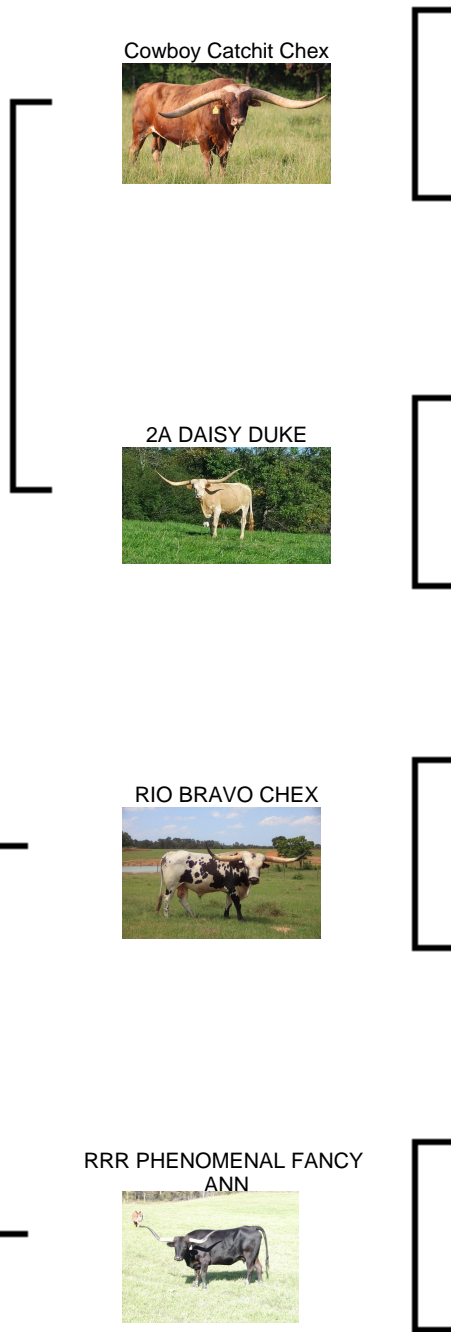 Cowboy Catchit Chex
2A DAISY DUKE
RIO BRAVO CHEX
RRR PHENOMENAL FANCY
ANN